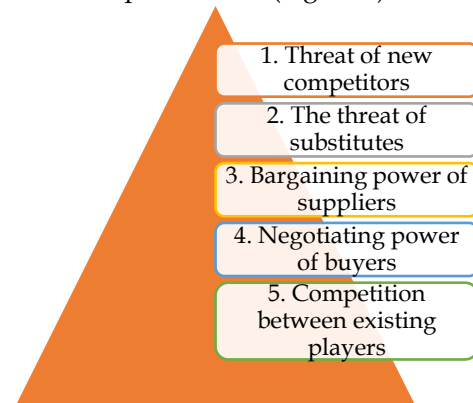 1. Threat of new
competitors
2. The threat of
substitutes
3. Bargaining power of
suppliers
4. Negotiating power
of buyers
5. Competition
between existing
players